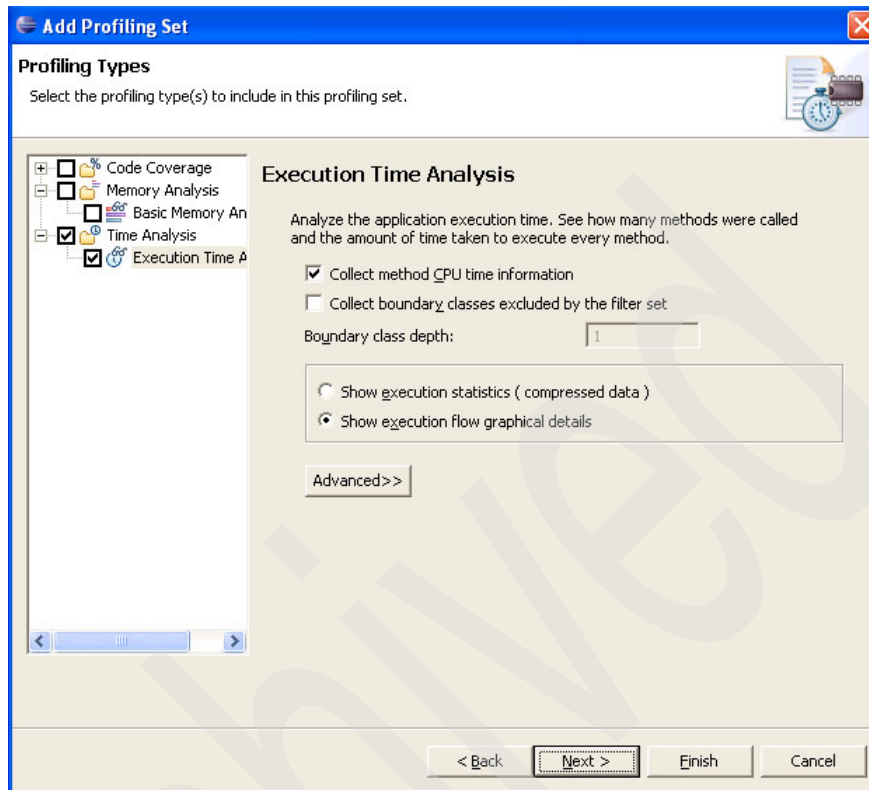 Add Profiling Set
Profiling Types
Select the profiling type(s) to include in this profiling set.
Code Coverage
Memory Analysis
Basic Memory An
Time Analysis
Execution Time A
Execution Time Analysis
Analyze the application execution time. See how many methods were called
and the amount of time taken to execute every method.
Collect method CPU time information
Collect boundary classes excluded by the filter set
Boundary class depth:
1
Show execution statistics ( compressed data )
Show execution flow graphical details
Advanced>>
< Back
Next >
Finish
Cancel
hived